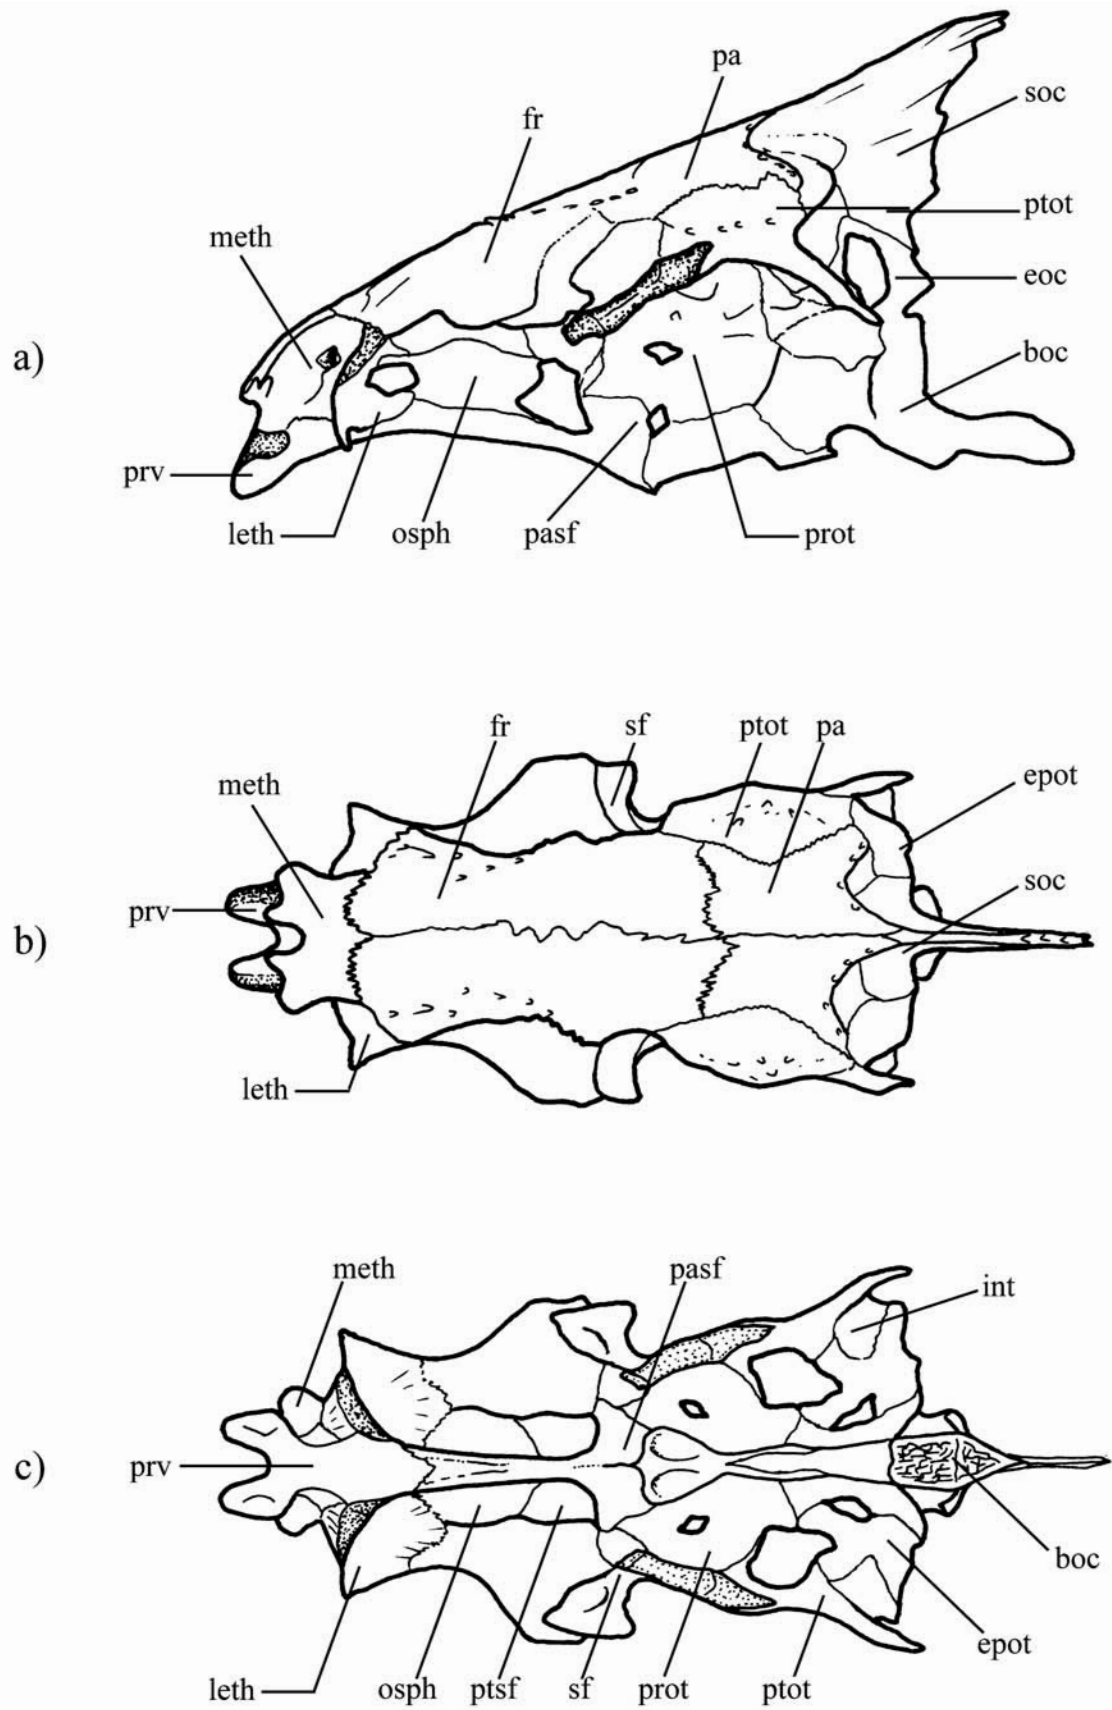 pa
soc
fr
ptot
meth
eoc
a)
boc
prv
leth osph pasf prot
fr sf ptot pa
epot
meth
soc
prv
b)
leth
meth pasf int
c)
prv
boc
epot
leth osph ptsf sf prot ptot